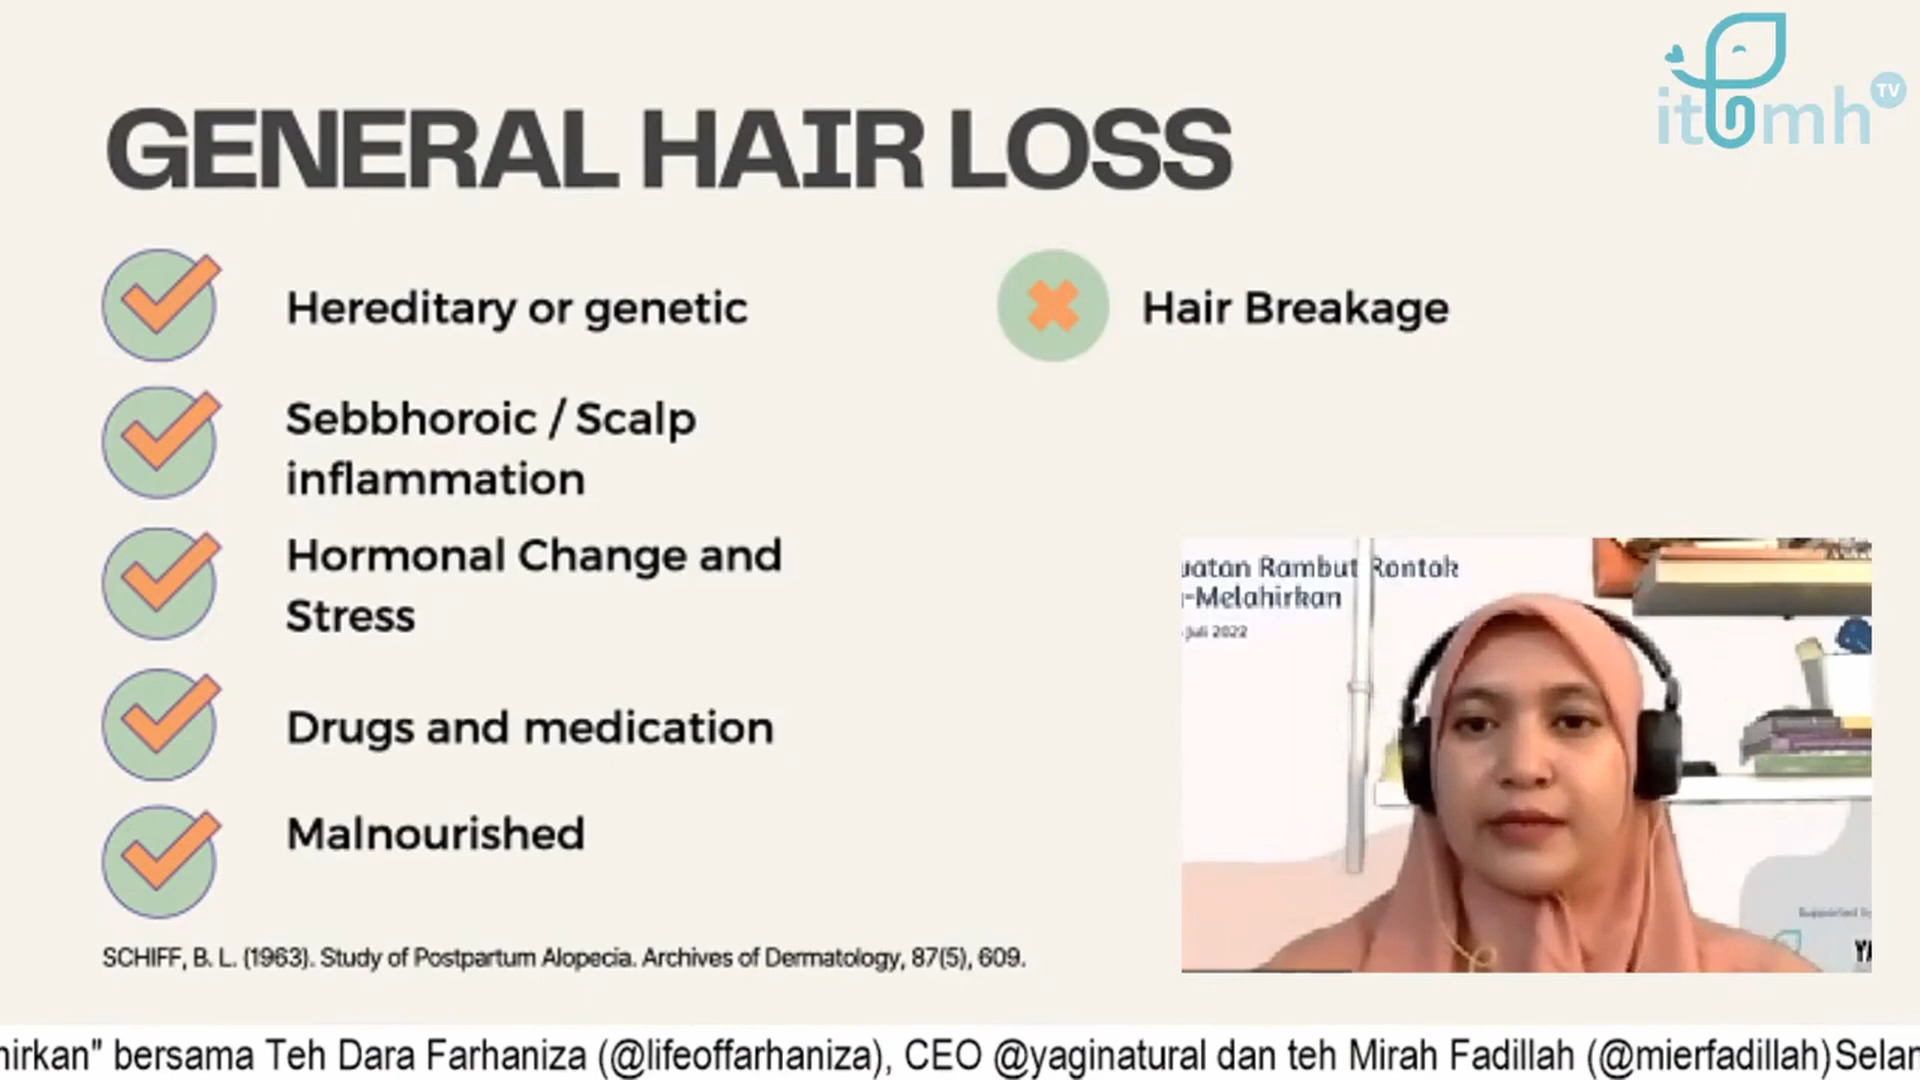 itbmh TV
GENERAL HAIR LOSS
Hereditary or genetic
Hair Breakage
Sebbhoroic / Scalp
inflammation
Hormonal Change and
Stress
Drugs and medication
Malnourished
SCHIFF, B. L. (1963). Study of Postpartum Alopecia. Archives of Dermatology, 87(5), 609.
Rambut Rontok
-Melahirkan
Juli 2022
Supported
hirkan" bersama Teh Dara Farhaniza (@lifeoffarhaniza), CEO @yaginatural dan teh Mirah Fadillah (@mierfadillah)Selam